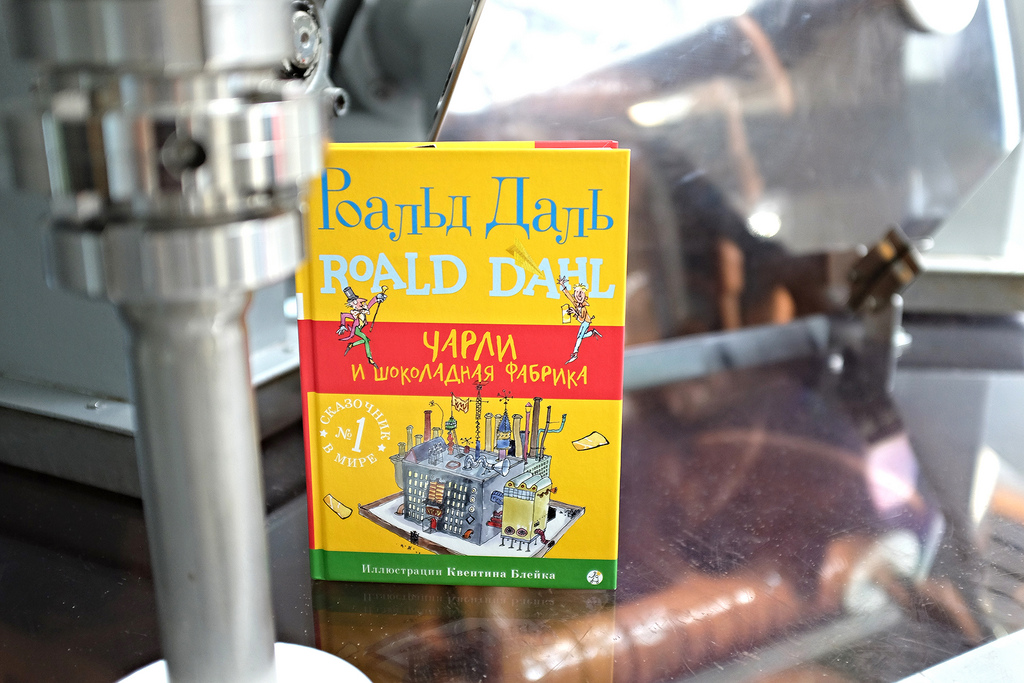 Роальд Даль
ROALD DAHL
ЧАРЛИ
И ШОКОЛАДНАЯ ФАБРИКА
СКАЗОЧНИК
№1
В МИРЕ
Иллюстрации Квентина Блейка